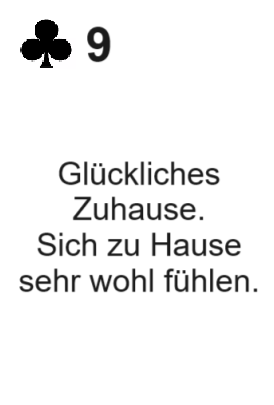 ♣ 9
Glückliches
Zuhause.
Sich zu Hause
sehr wohl fühlen.